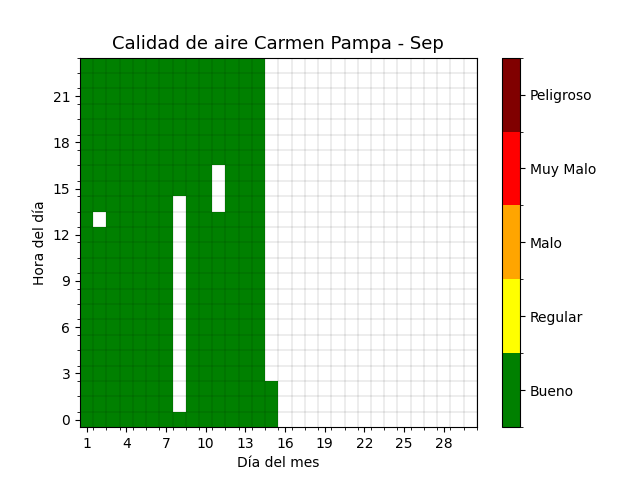 Calidad de aire Carmen Pampa - Sep
21
18
15
12
9
6
3
0
Hora del día
1 4 7 10 13 16 19 22 25 28
Día del mes
Peligroso
Muy Malo
Malo
Regular
Bueno